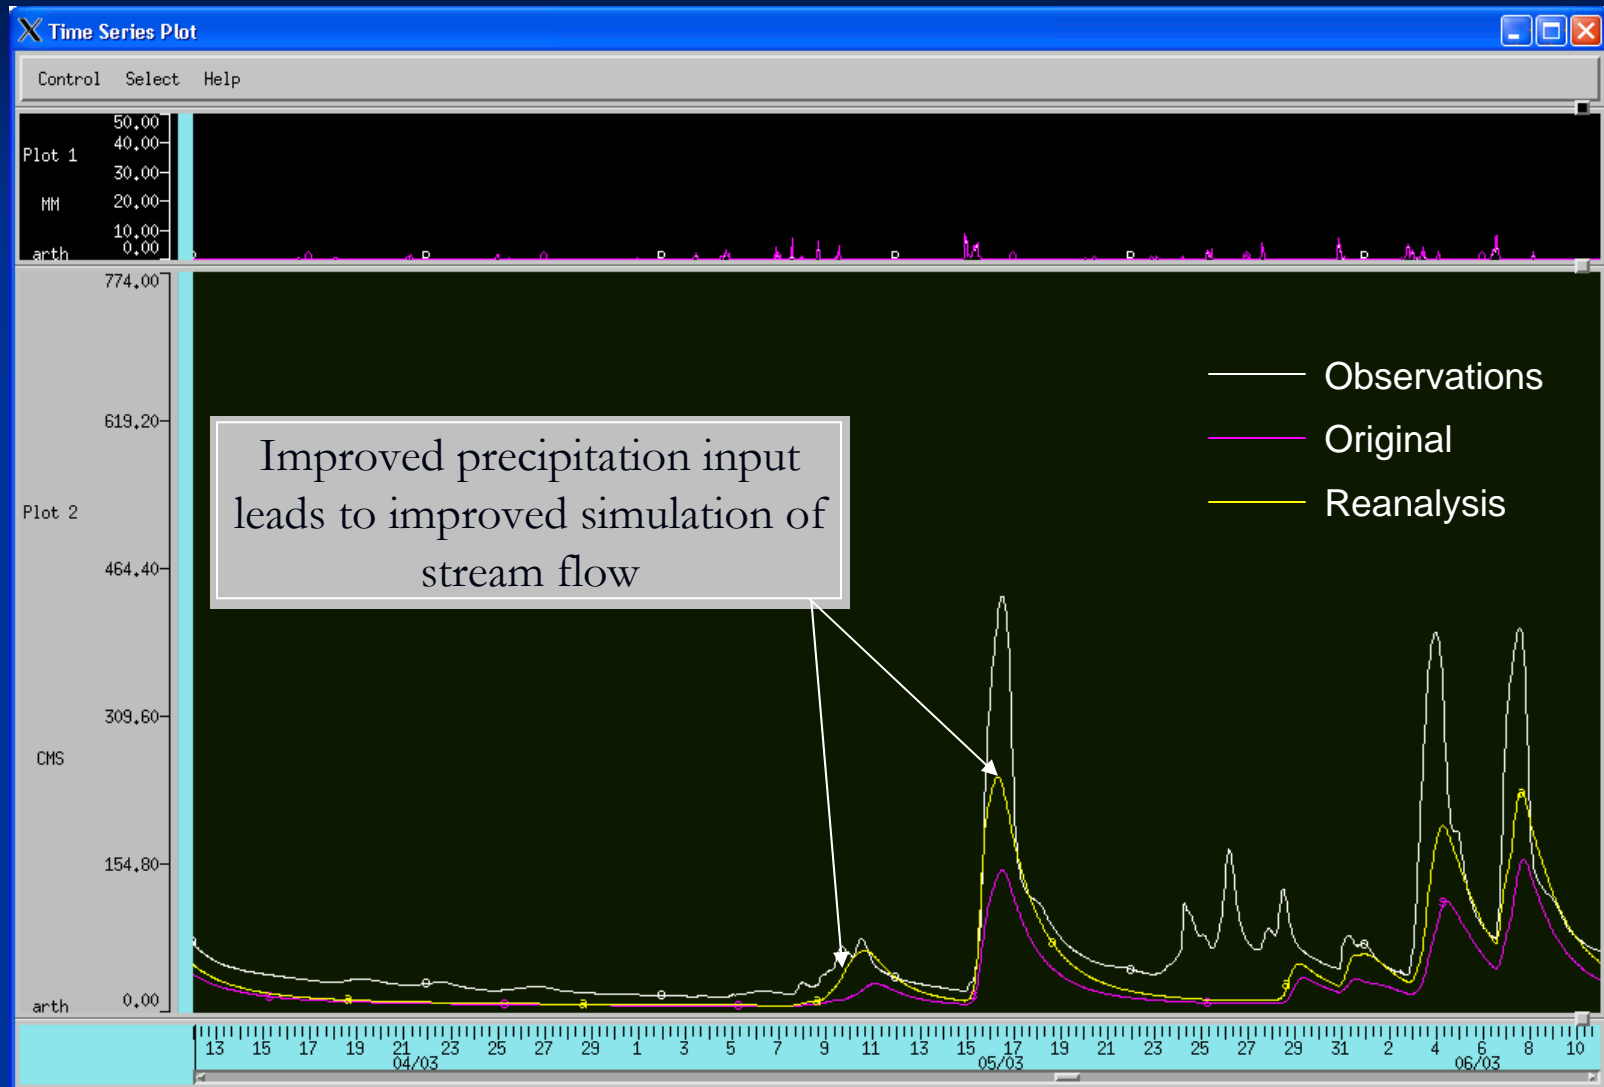 Time Series Plot
Control Select Help
Plot 1
MM
arth
50.00
40.00
30.00
20.00
10.00
0.00
P P P P P
774.00
619.20
464.40
309.60
154.80
0.00
Plot 2
CMS
arth
Observations
Original
Reanalysis
Improved precipitation input
leads to improved simulation of
stream flow
13 15 17 19 21 23 25 27 29 1 3 5 7 9 11 13 15 17 19 21 23 25 27 29 31 2 4 6 8 10
04/03 05/03 06/03